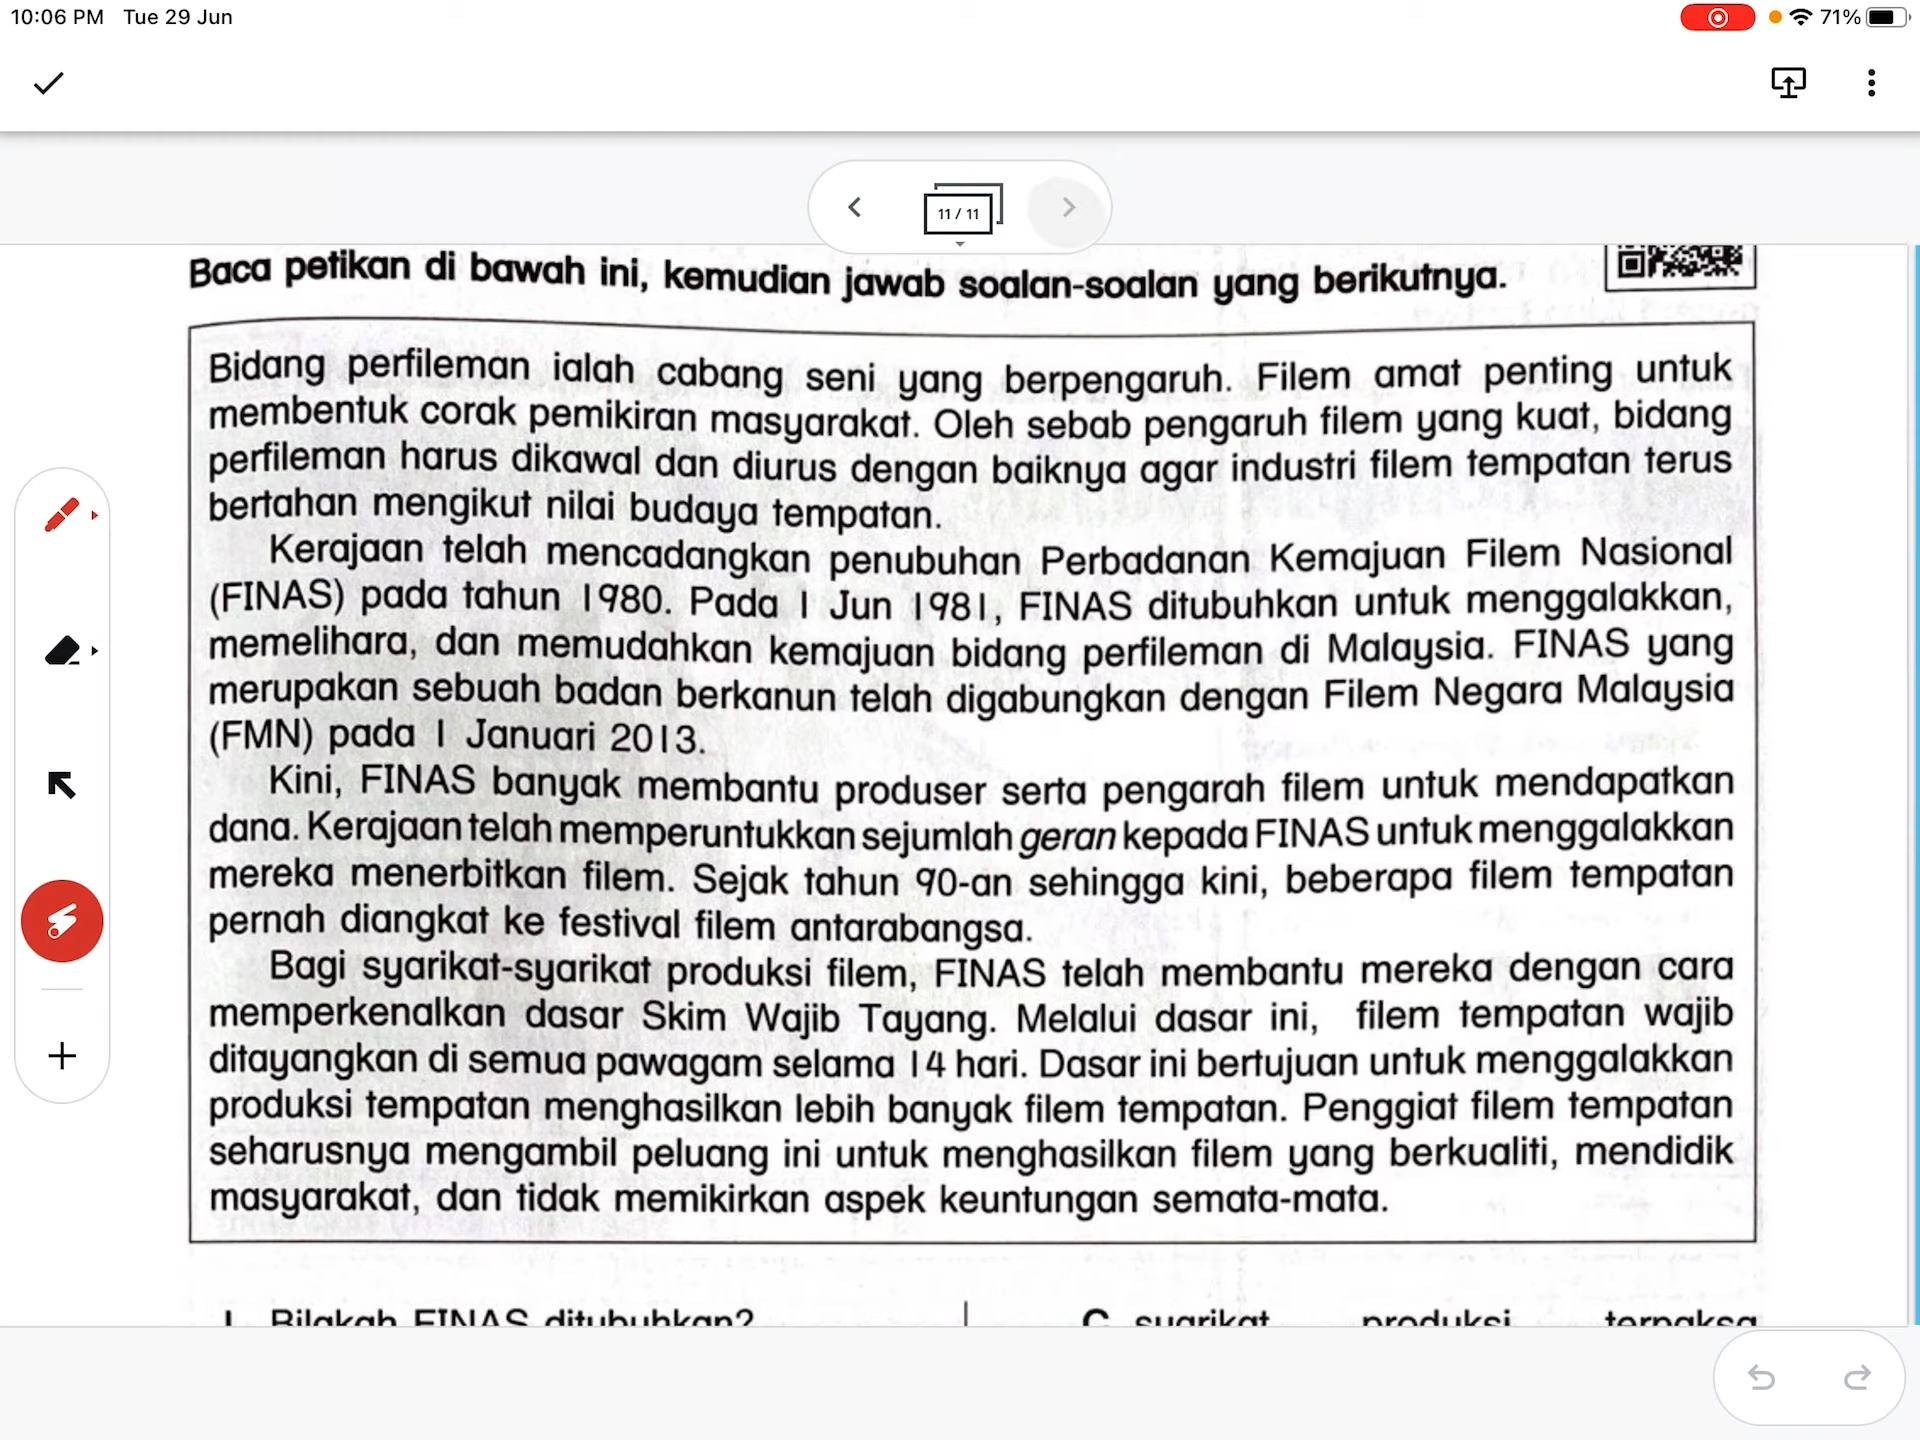 10:06 PM Tue 29 Jun
71%
11 / 11
Baca petikan di bawah ini, kemudian jawab soalan-soalan yang berikutnya.
Bidang perfileman ialah cabang seni yang berpengaruh. Filem amat penting untuk
membentuk corak pemikiran masyarakat. Oleh sebab pengaruh filem yang kuat, bidang
perfileman harus dikawal dan diurus dengan baiknya agar industri filem tempatan terus
bertahan mengikut nilai budaya tempatan.
Kerajaan telah mencadangkan penubuhan Perbadanan Kemajuan Filem Nasional
(FINAS) pada tahun 1980. Pada 1 Jun 1981, FINAS ditubuhkan untuk menggalakkan,
memelihara, dan memudahkan kemajuan bidang perfileman di Malaysia. FINAS yang
merupakan sebuah badan berkanun telah digabungkan dengan Filem Negara Malaysia
(FMN) pada 1 Januari 2013.
Kini, FINAS banyak membantu produser serta pengarah filem untuk mendapatkan
dana. Kerajaan telah memperuntukkan sejumlah geran kepada FINAS untuk menggalakkan
mereka menerbitkan filem. Sejak tahun 90-an sehingga kini, beberapa filem tempatan
pernah diangkat ke festival filem antarabangsa.
Bagi syarikat-syarikat produksi filem, FINAS telah membantu mereka dengan cara
memperkenalkan dasar Skim Wajib Tayang. Melalui dasar ini, filem tempatan wajib
ditayangkan di semua pawagam selama 14 hari. Dasar ini bertujuan untuk menggalakkan
produksi tempatan menghasilkan lebih banyak filem tempatan. Penggiat filem tempatan
seharusnya mengambil peluang ini untuk menghasilkan filem yang berkualiti, mendidik
masyarakat, dan tidak memikirkan aspek keuntungan semata-mata.
1. Bilakah FINAS ditubuhkan?
C syarikat produksi terpaksa